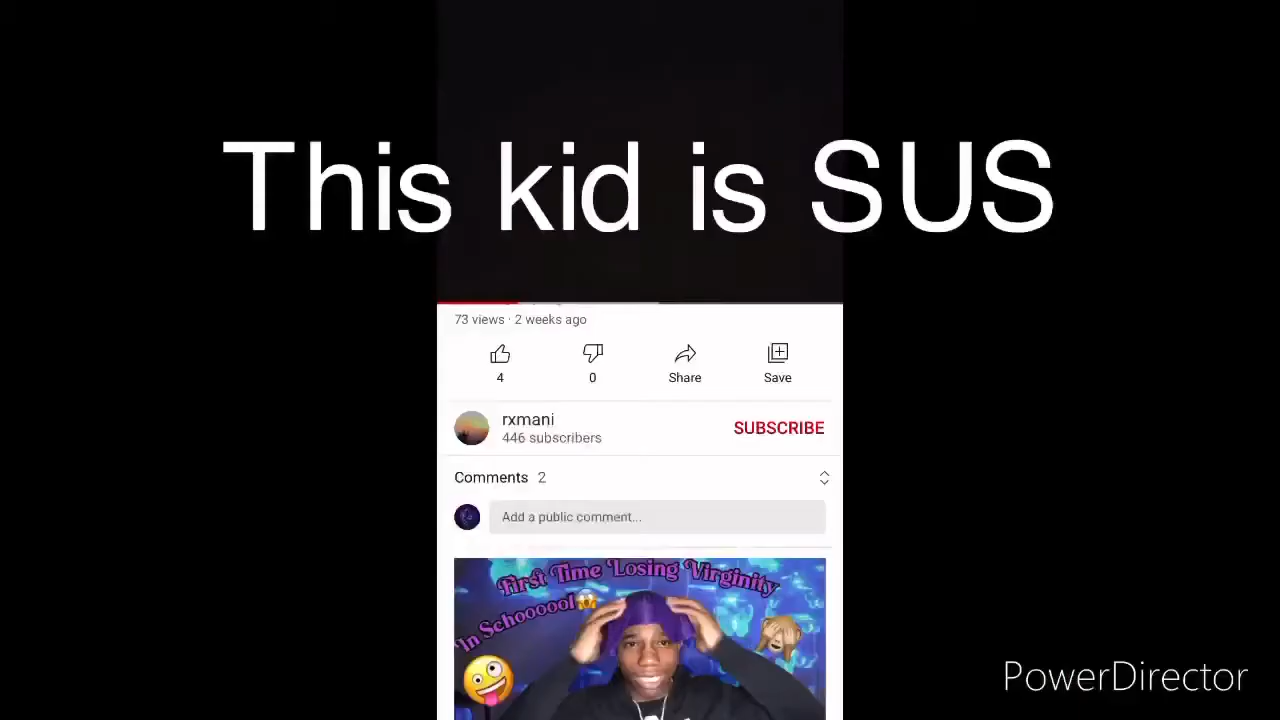 This kid is SUS
73 views · 2 weeks ago
4
0
Share
Save
rxmani
446 subscribers
SUBSCRIBE
Comments 2
Add a public comment...
First Time Losing Virginity
In Schoooool
PowerDirector